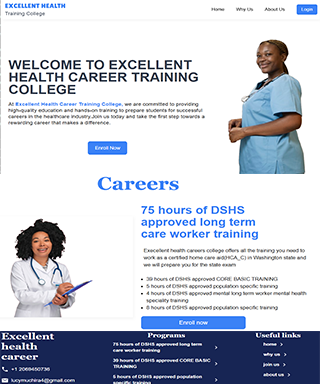 EXCELLENT HEALTH
Training College
Home Why Us About Us Login
WELCOME TO EXCELLENT
HEALTH CAREER TRAINING
COLLEGE
At Excellent Health Career Training College, we are committed to providing
high-quality education and hands-on training to prepare students for successful
careers in the healthcare industry.Join us today and take the first step towards a
rewarding career that makes a difference.
Enroll Now
Careers
75 hours of DSHS
approved long term
care worker training
Excellent health careers college offers all the training you need to
work as a certified home care aid(HCA_C) in Washington state and
we will prepare you for the state exam
39 hours of DSHS approved CORE BASIC TRAINING
5 hours of DSHS approved population specific training
4 hours of DSHS approved mental long term worker mental health
speciality training
8 hours of DSHS approved population specific training
Enroll now
Excellent
health
career
+1 2069450736
lucymuchira4@gmail.com
Programs
75 hours of DSHS approved long term
care worker training
39 hours of DSHS approved CORE BASIC
TRAINING
5 hours of DSHS approved population
specific training
Useful links
home
why us
join us